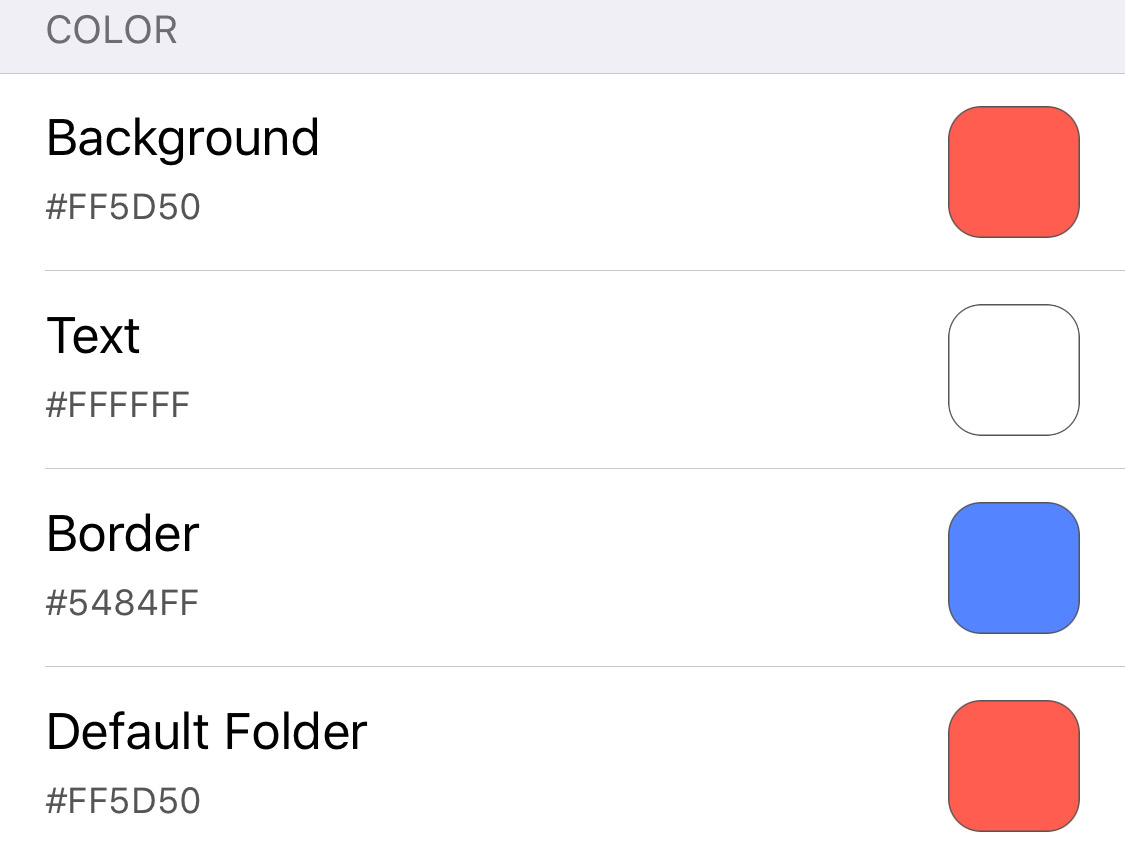 COLOR
Background
#FF5D50
Text
#FFFFFF
Border
#5484FF
Default Folder
#FF5D50